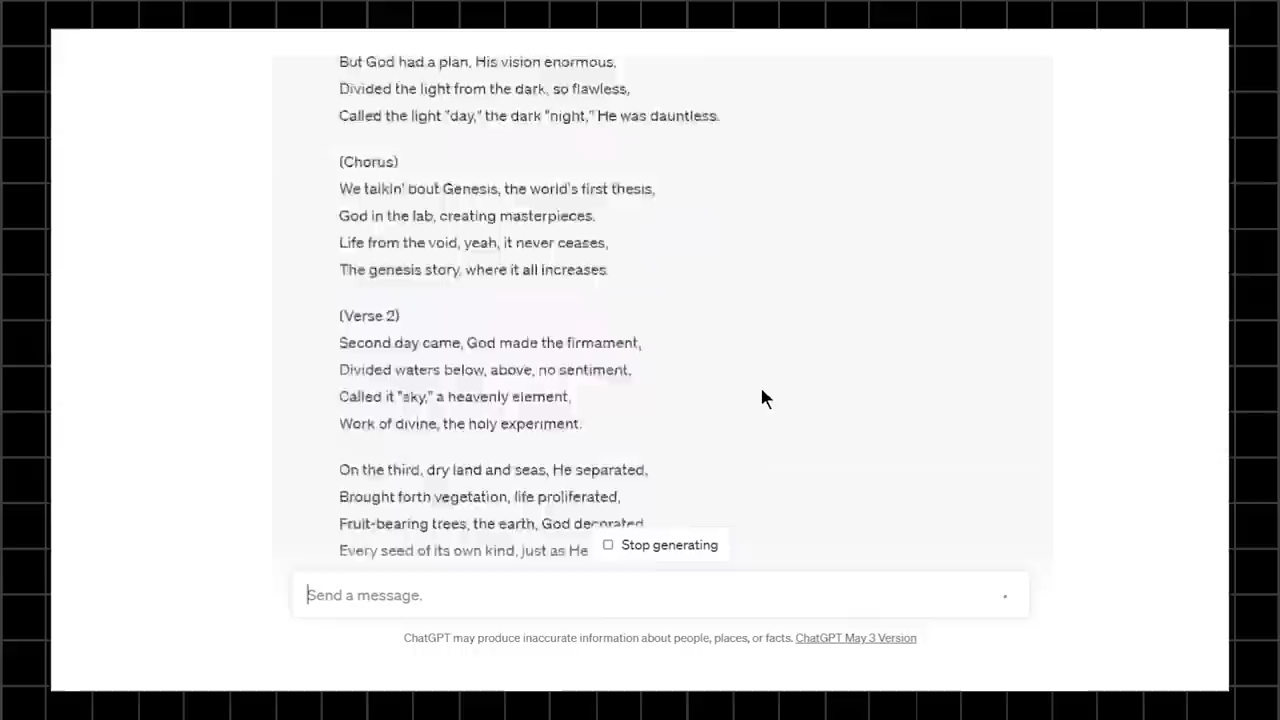 But God had a plan, His vision enormous,
Divided the light from the dark, so flawless,
Called the light "day," the dark "night," He was dauntless.
(Chorus)
We talkin' bout Genesis, the world's first thesis,
God in the lab, creating masterpieces.
Life from the void, yeah, it never ceases,
The genesis story, where it all increases.
(Verse 2)
Second day came, God made the firmament,
Divided waters below, above, no sentiment.
Called it "sky," a heavenly element,
Work of divine, the holy experiment.
On the third, dry land and seas, He separated,
Brought forth vegetation, life proliferated,
Fruit-bearing trees, the earth, God decorated
Every seed of its own kind, just as He
Stop generating
Send a message.
ChatGPT may produce inaccurate information about people, places, or facts. ChatGPT May 3 Version